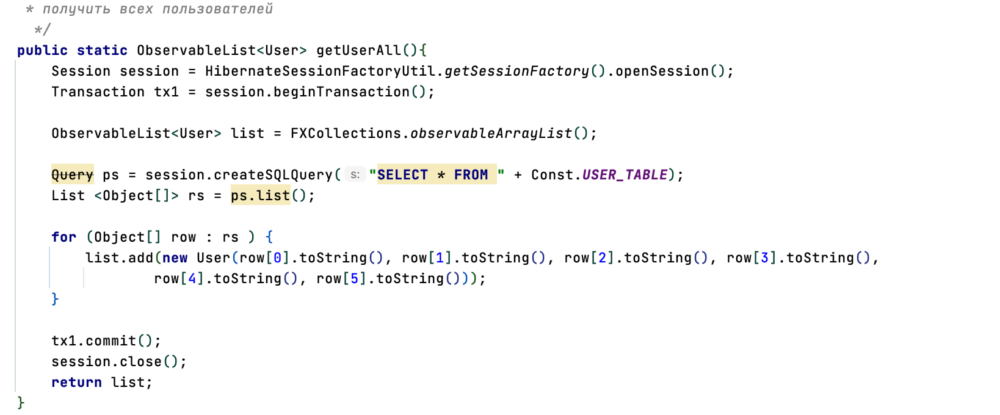 * получить всех пользователей
*/
public static ObservableList<User> getUserAll(){
Session session = HibernateSessionFactoryUtil.getSessionFactory().openSession();
Transaction tx1 = session.beginTransaction();
ObservableList<User> list = FXCollections.observableArrayList();
Query ps = session.createSQLQuery( s: "SELECT * FROM " + Const.USER_TABLE);
List <Object[]> rs = ps.list();
for (Object[] row : rs ) {
list.add(new User(row[0].toString(), row[1].toString(), row[2].toString(), row[3].toString(),
row[4].toString(), row[5].toString()));
}
tx1.commit();
session.close();
return list;
}